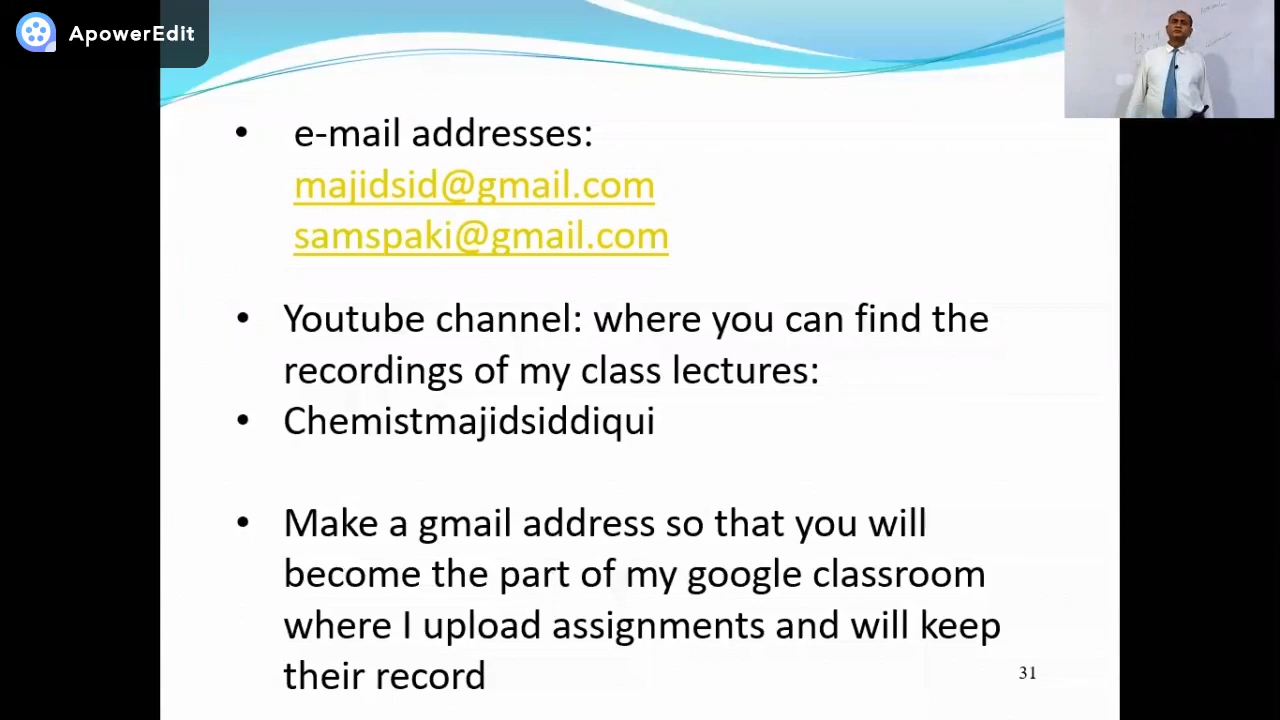 ApowerEdit
• e-mail addresses:
majidsid@gmail.com
samspaki@gmail.com
• Youtube channel: where you can find the
recordings of my class lectures:
• Chemistmajidsiddiqui
• Make a gmail address so that you will
become the part of my google classroom
where I upload assignments and will keep
their record
31